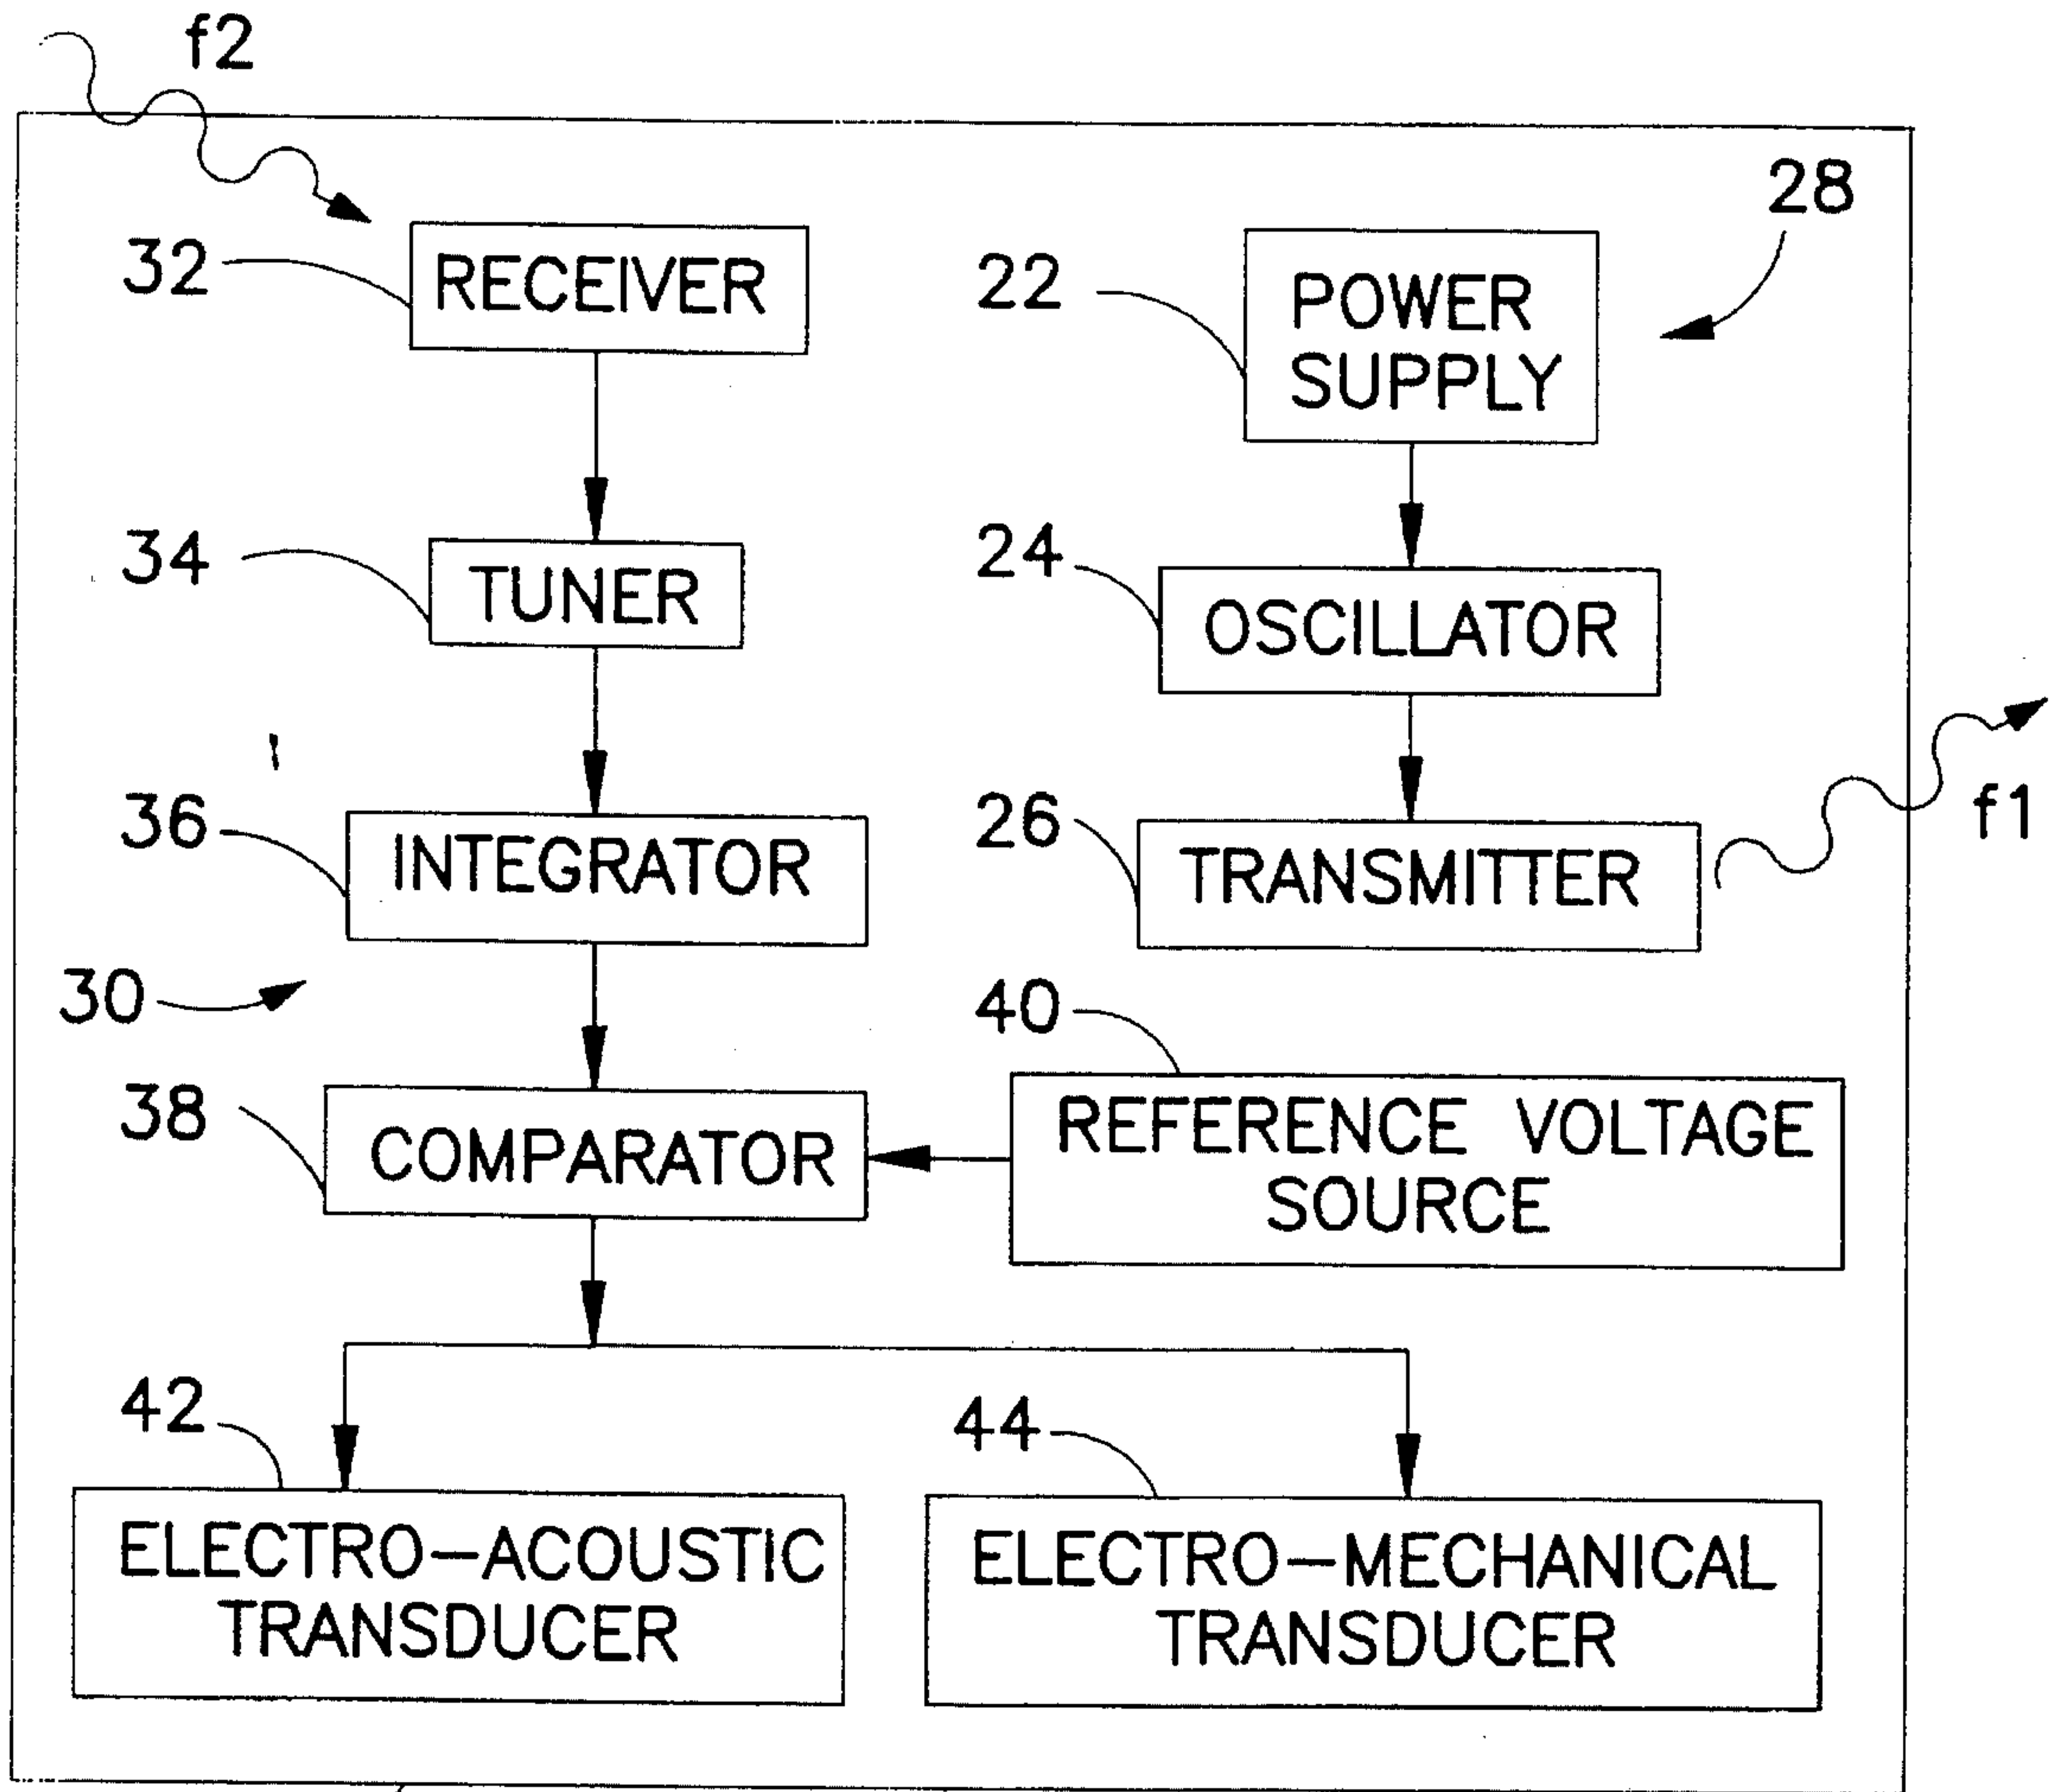 f2
28
32
RECEIVER
22
POWER
SUPPLY
34
TUNER
24
OSCILLATOR
36
INTEGRATOR
26
TRANSMITTER
f1
30
40
38
COMPARATOR
REFERENCE VOLTAGE
SOURCE
42
44
ELECTRO-ACOUSTIC
TRANSDUCER
ELECTRO-MECHANICAL
TRANSDUCER